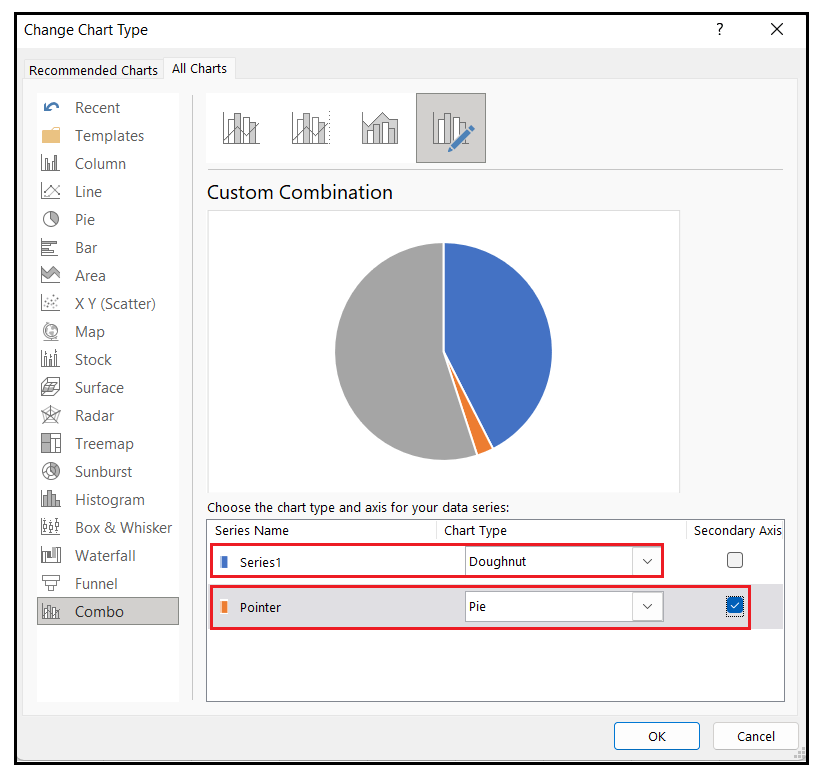 Change Chart Type
?
Recommended Charts All Charts
Recent
Templates
Column
Line
Pie
Bar
Area
X Y (Scatter)
Map
Stock
Surface
Radar
Treemap
Sunburst
Histogram
Box & Whisker
Waterfall
Funnel
Combo
Custom Combination
Choose the chart type and axis for your data series:
Series Name Chart Type Secondary Axis
Series1 Doughnut
Pointer Pie
OK Cancel